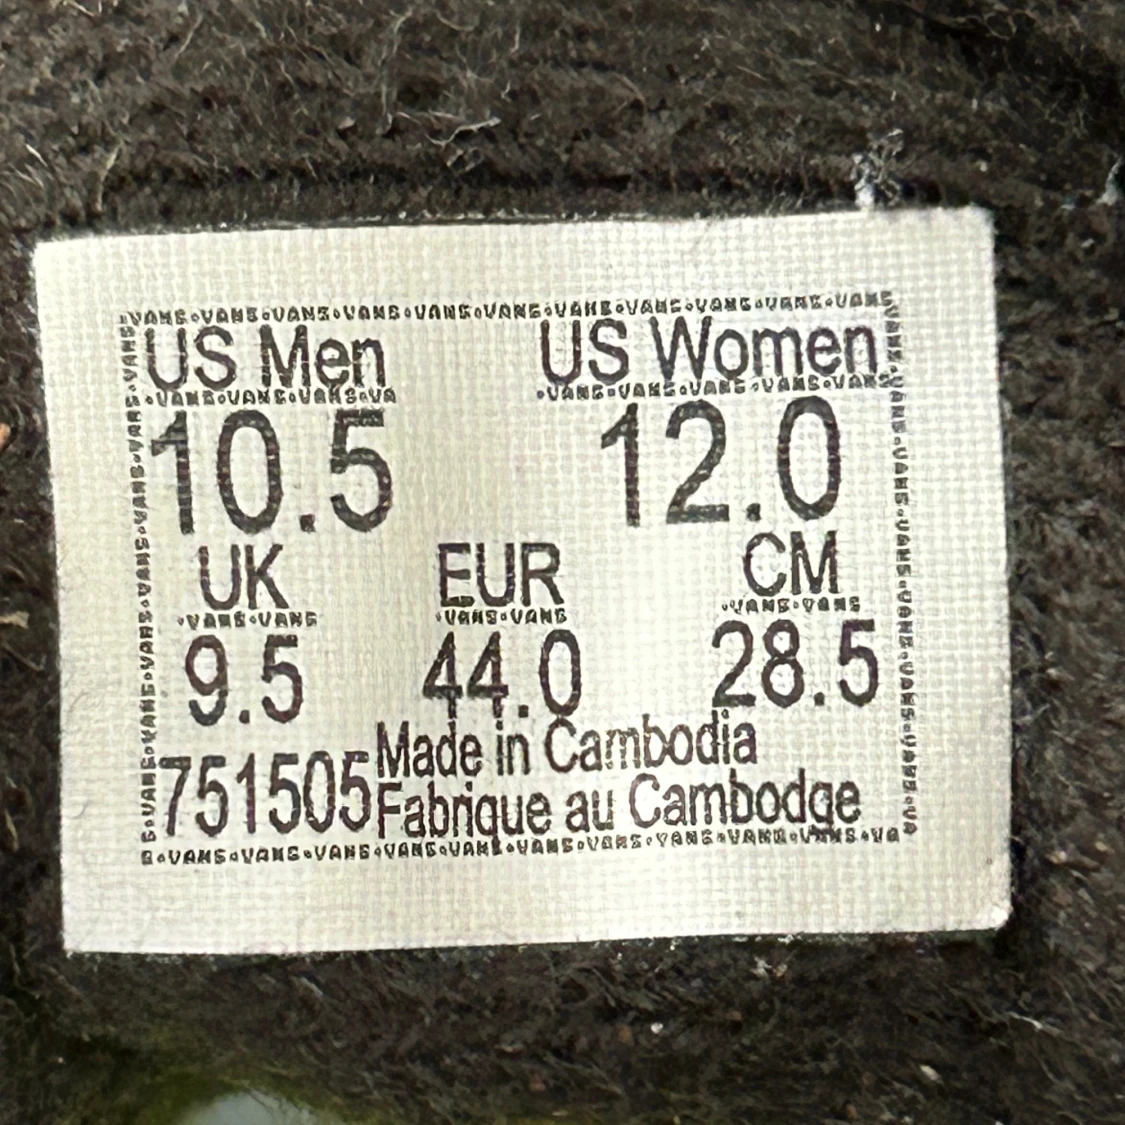 US Men US Women
10.5 12.0
UK EUR CM
9.5 44.0 28.5
751505 Made in Cambodia
Fabrique au Cambodge